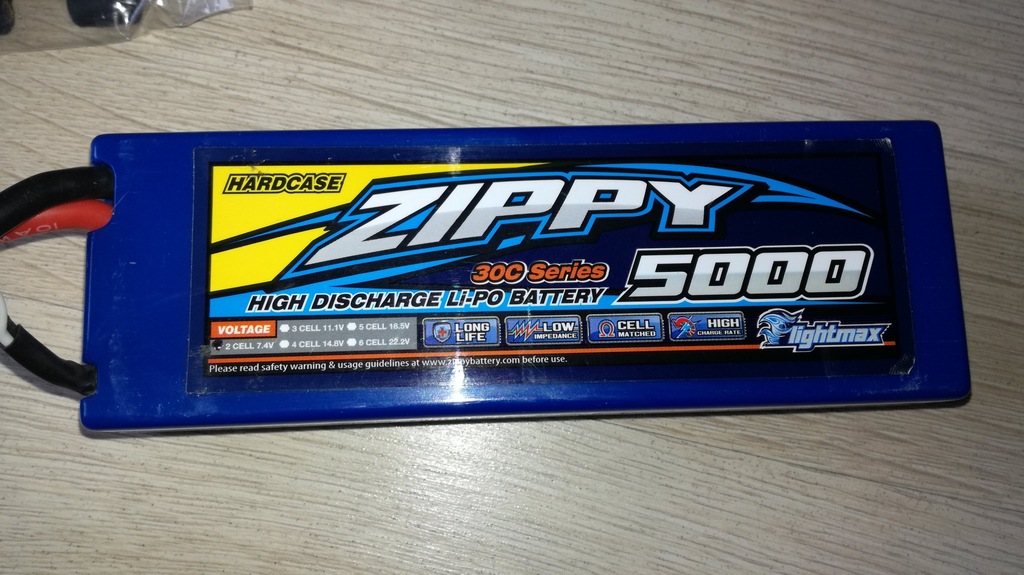 HARDCASE
ZIPPY
30C Series
5000
HIGH DISCHARGE Li-PO BATTERY
VOLTAGE
3 CELL 11.1V
5 CELL 18.5V
2 CELL 7.4V
4 CELL 14.8V
6 CELL 22.2V
LONG
LIFE
LOW
IMPEDANCE
CELL
MATCHED
HIGH
CHARGE RATE
lightmax
Please read safety warning & usage guidelines at www.zippybattery.com before use.